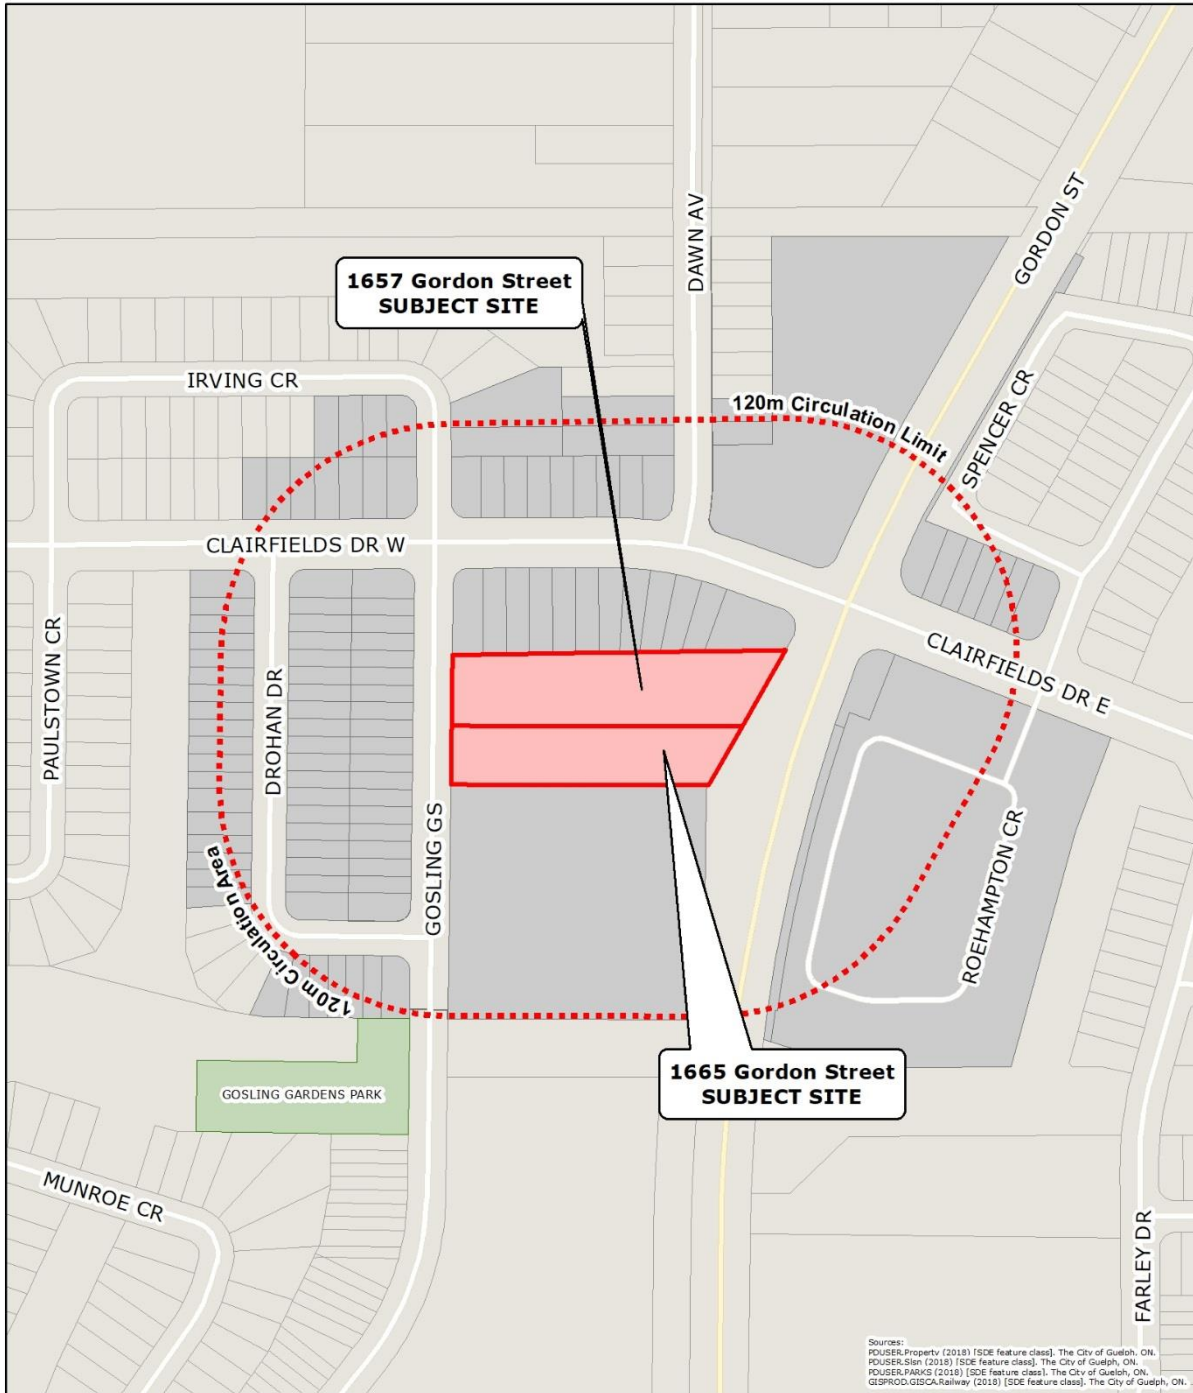 DAWN AV
GORDON ST
1657 Gordon Street
SUBJECT SITE
IRVING CR
120m Circulation Limit
SPENCER CR
CLAIRFIELDS DR W
PAULSTOWN CR
DROHAN DR
GOSLING GS
CLAIRFIELDS DR E
ROEHAMPTON CR
120m Circulation Area
1665 Gordon Street
SUBJECT SITE
GOSLING GARDENS PARK
MUNROE CR
FARLEY DR
Sources:
PDUSER.Property (2018) [SDE feature class]. The City of Guelph, ON.
PDUSER.Slsn (2018) [SDE feature class]. The City of Guelph, ON.
PDUSER.PARKS (2018) [SDE feature class]. The City of Guelph, ON.
GISPROD.GISCA.Railway (2018) [SDE feature class]. The City of Guelph, ON.